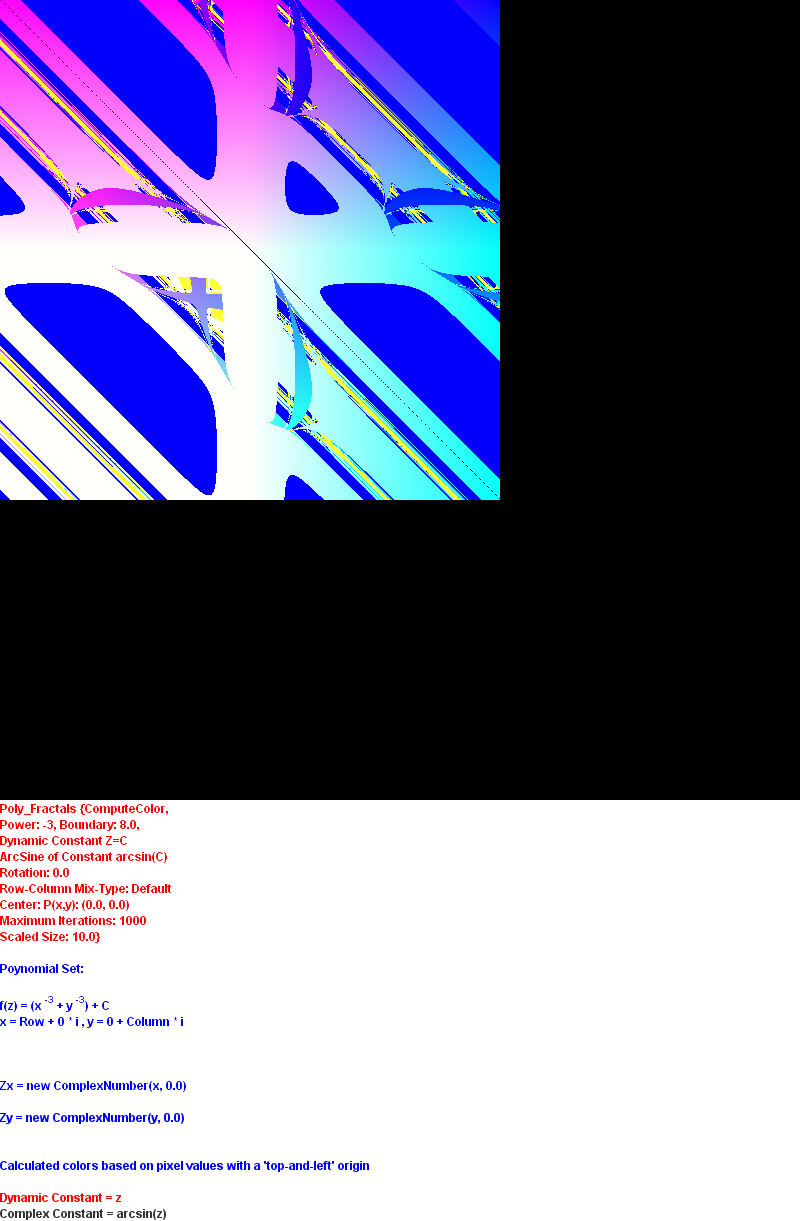 Poly_Fractals {ComputeColor,
Power: -3, Boundary: 8.0,
Dynamic Constant Z=C
ArcSine of Constant arcsin(C)
Rotation: 0.0
Row-Column Mix-Type: Default
Center: P(x,y): (0.0, 0.0)
Maximum Iterations: 1000
Scaled Size: 10.0}
Poynomial Set:
f(z) = (x -3 + y -3) + C
x = Row + 0 * i , y = 0 + Column * i
Zx = new ComplexNumber(x, 0.0)
Zy = new ComplexNumber(y, 0.0)
Calculated colors based on pixel values with a 'top-and-left' origin
Dynamic Constant = z
Complex Constant = arcsin(z)